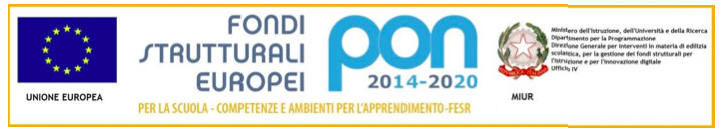 UNIONE EUROPEA
FONDI
STRUTTURALI
EUROPEI
pon
2014-2020
PER LA SCUOLA - COMPETENZE E AMBIENTI PER L'APPRENDIMENTO-FESR
MIUR
Ministero dell'Istruzione, dell'Università e della Ricerca
Dipartimento per la Programmazione
Direzione Generale per interventi in materia di edilizia
scolastica, per la gestione dei fondi strutturali per
l'istruzione e per l'innovazione digitale
Ufficio IV